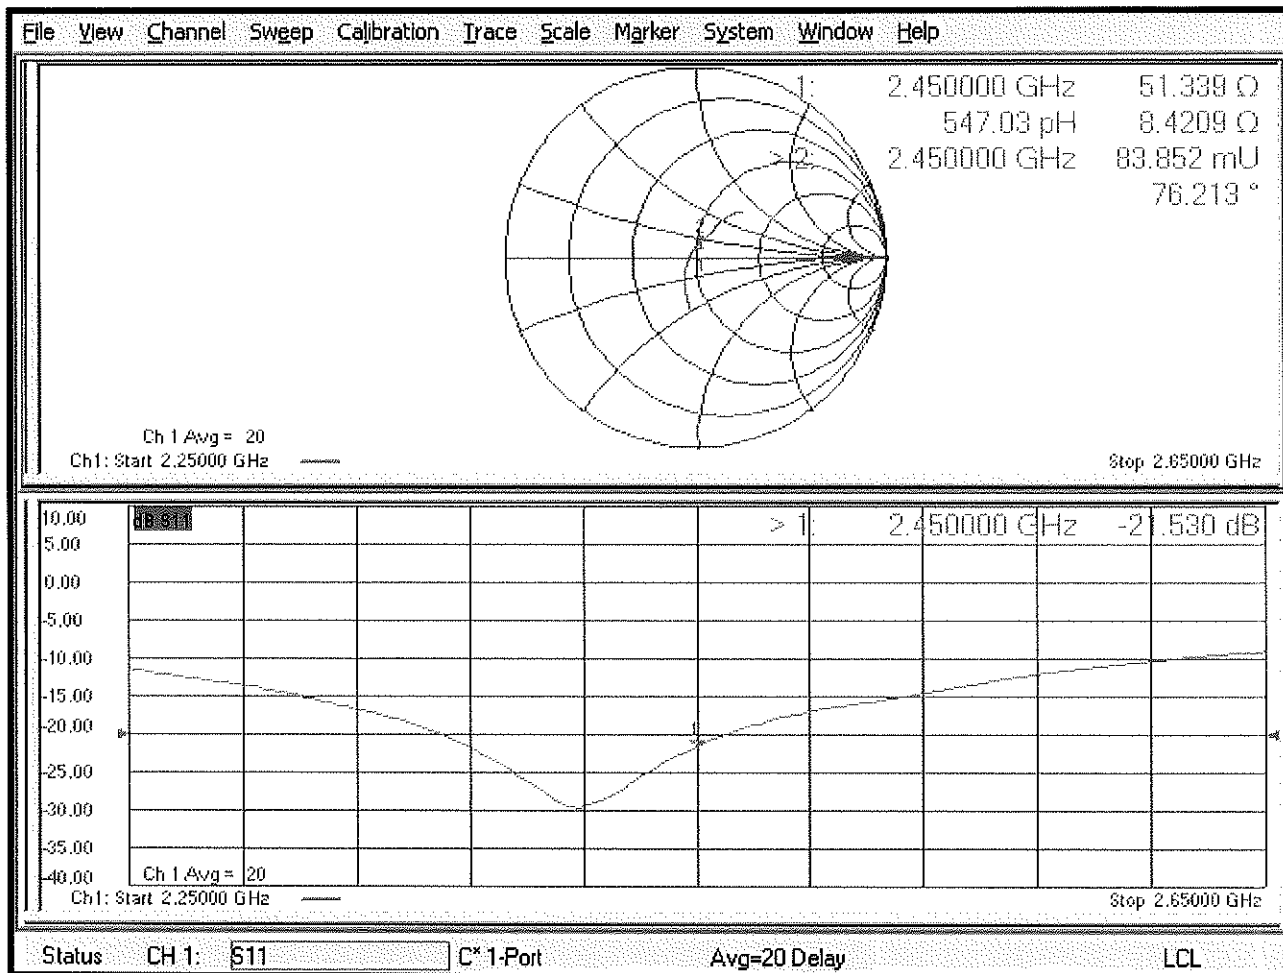 File View Channel Sweep Calibration Trace Scale Marker System Window Help
1: 2.450000 GHz 51.339 Ω
547.03 pH 8.4209 Ω
> 2: 2.450000 GHz 83.852 mU
76.213 °
Ch 1 Avg = 20
Ch1: Start 2.25000 GHz Stop 2.65000 GHz
10.00 dB S11 > 1: 2.450000 GHz -21.530 dB
5.00
0.00
-5.00
-10.00
-15.00
-20.00
1
-25.00
-30.00
-35.00
-40.00 Ch 1 Avg = 20
Ch1: Start 2.25000 GHz Stop 2.65000 GHz
Status CH 1: S11 C* 1-Port Avg=20 Delay LCL